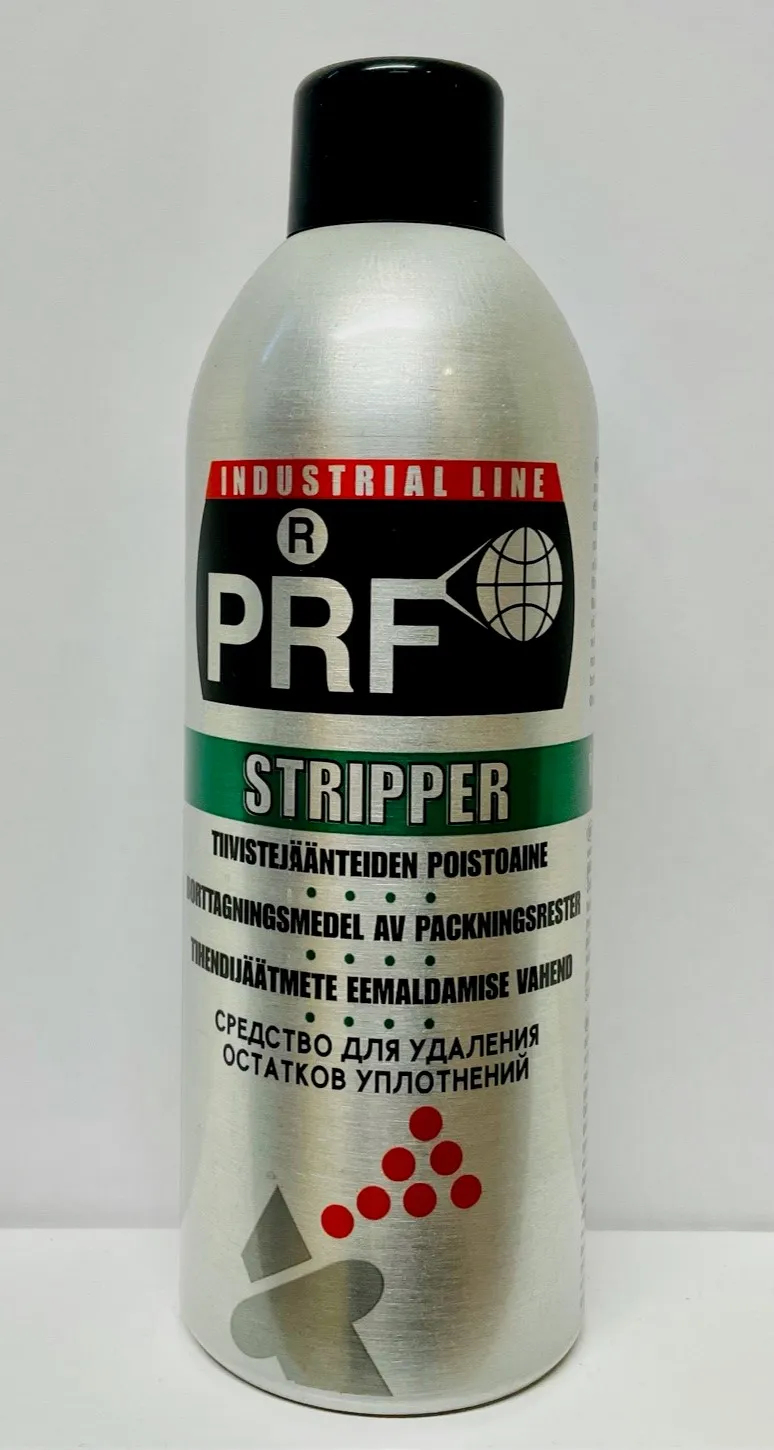 INDUSTRIAL LINE
®
PRF
STRIPPER
TIIVISTEJÄÄNTEIDEN POISTOAINE
BORTTAGNINGSMEDEL AV PACKNINGSRESTER
TIHENDIJÄÄTMETE EEMALDAMISE VAHEND
СРЕДСТВО ДЛЯ УДАЛЕНИЯ
ОСТАТКОВ УПЛОТНЕНИЙ